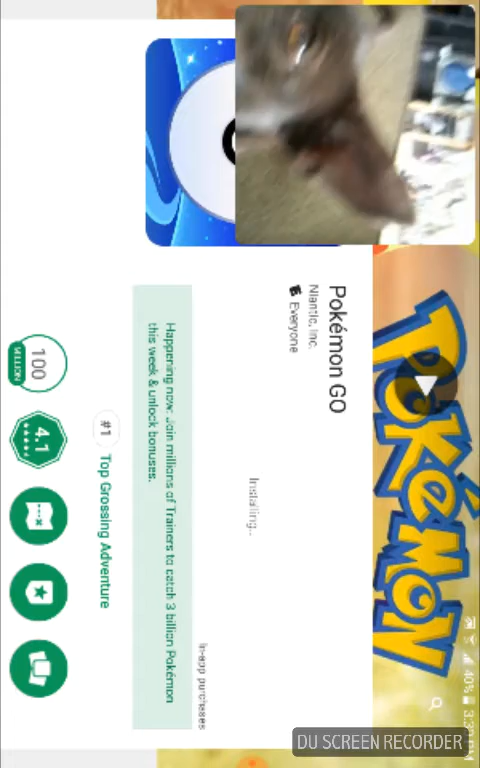 POKéMON
40%
Pokémon GO
Niantic, Inc.
Everyone
Installing..
In-app purchases
Happening now: Join millions of Trainers to catch 3 billion Pokémon
this week & unlock bonuses.
#1 Top Grossing Adventure
100
MILLION
4.1
DU SCREEN RECORDER